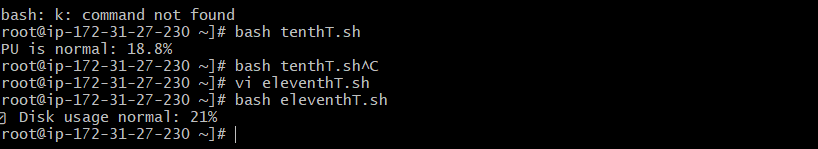 bash: k: command not found
root@ip-172-31-27-230 ~]# bash tenthT.sh
PU is normal: 18.8%
root@ip-172-31-27-230 ~]# bash tenthT.sh^C
root@ip-172-31-27-230 ~]# vi eleventhT.sh
root@ip-172-31-27-230 ~]# bash eleventhT.sh
Disk usage normal: 21%
root@ip-172-31-27-230 ~]#